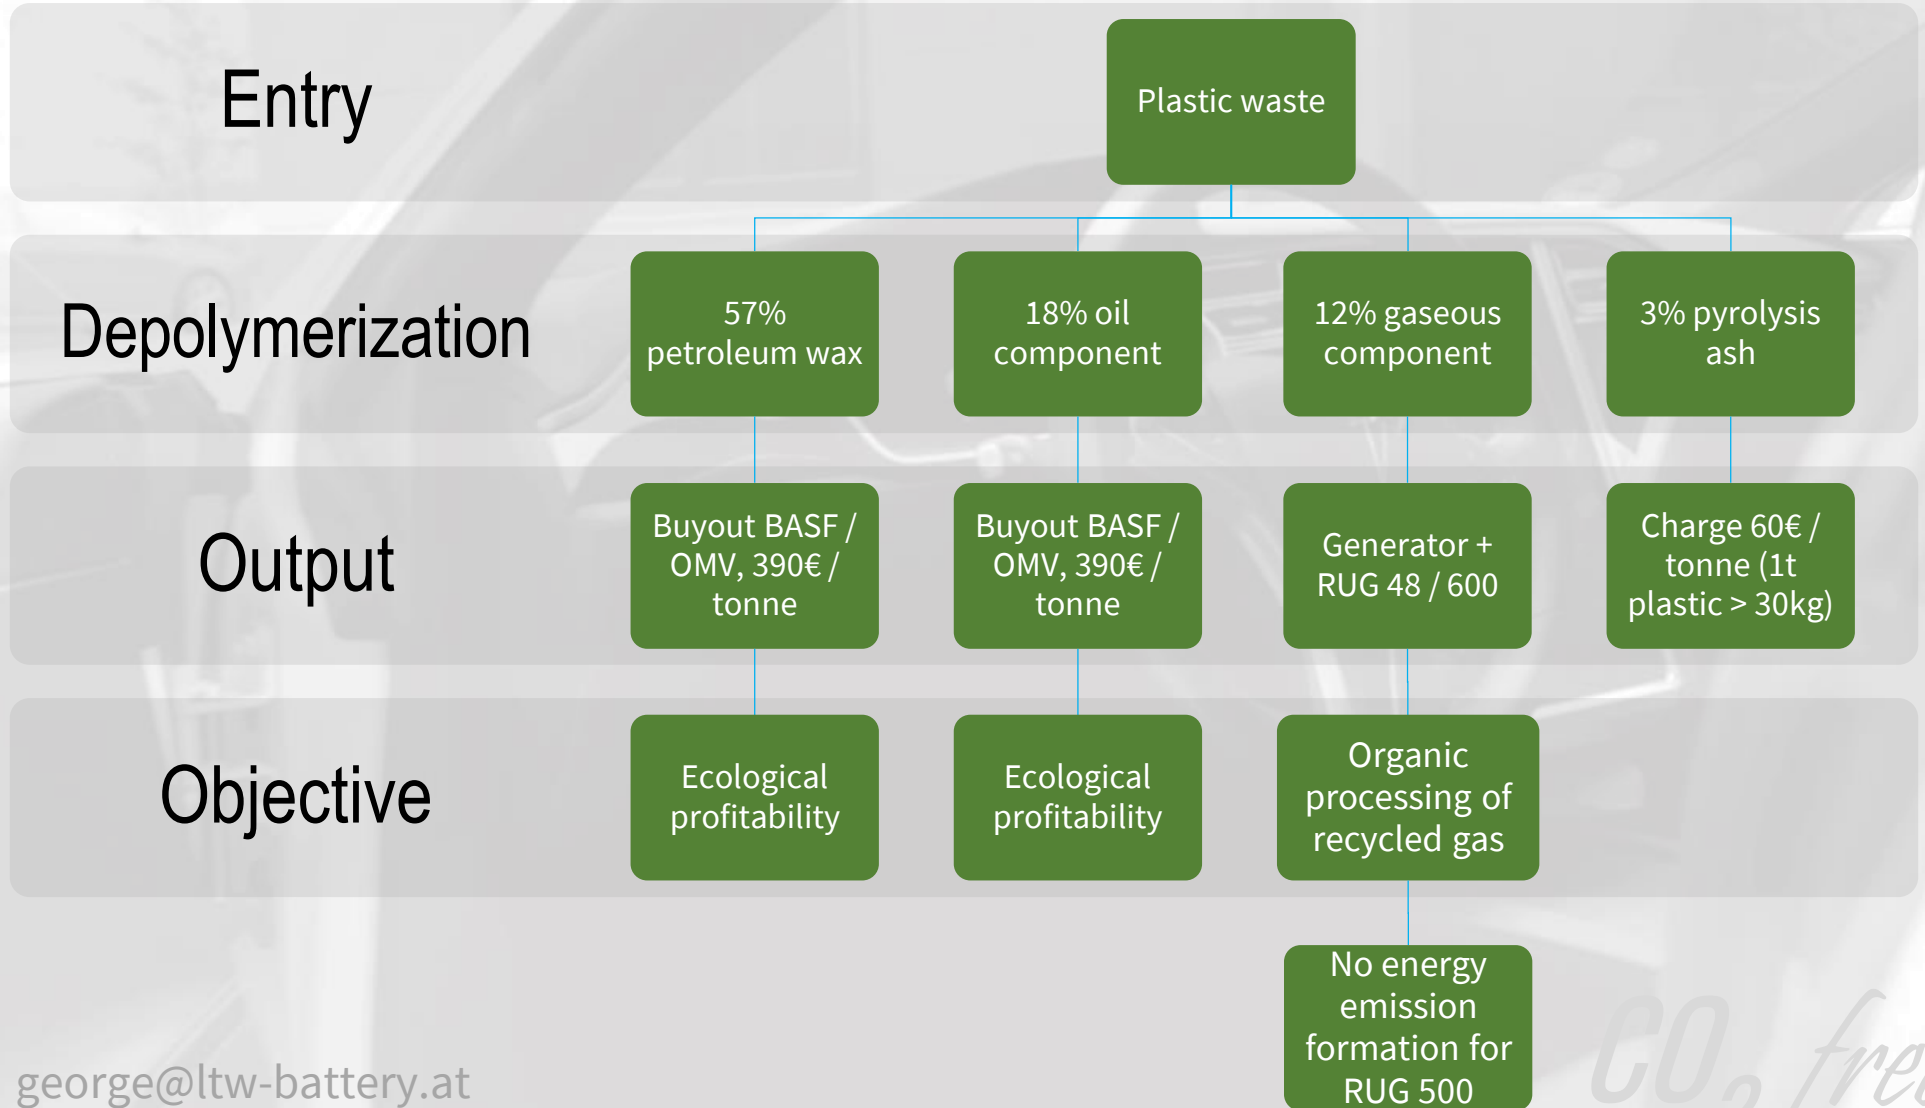 Entry
Plastic waste
Depolymerization
57%
petroleum wax
18% oil
component
12% gaseous
component
3% pyrolysis
ash
Output
Buyout BASF /
OMV, 390€ /
tonne
Buyout BASF /
OMV, 390€ /
tonne
Generator +
RUG 48 / 600
Charge 60€ /
tonne (1t
plastic > 30kg)
Objective
Ecological
profitability
Ecological
profitability
Organic
processing of
recycled gas
No energy
emission
formation for
RUG 500
george@ltw-battery.at
CO2 free